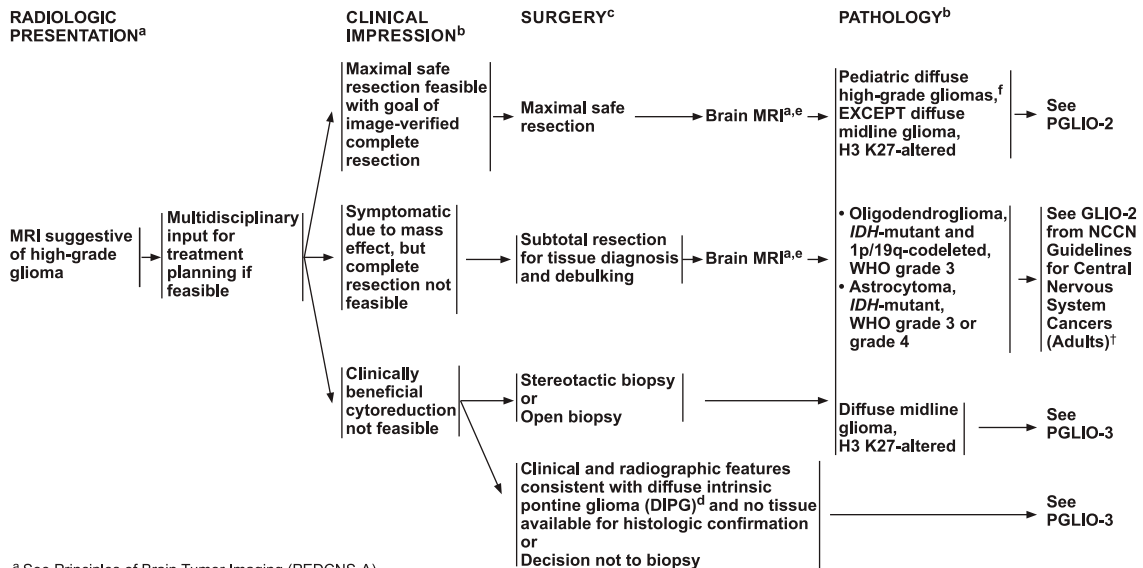 RADIOLOGIC
PRESENTATIONa
CLINICAL
IMPRESSIONb
SURGERYc
PATHOLOGYb
MRI suggestive
of high-grade
glioma
Multidisciplinary
input for
treatment
planning if
feasible
Maximal safe
resection feasible
with goal of
image-verified
complete
resection
Maximal safe
resection
Brain MRIa,e
Pediatric diffuse
high-grade gliomas,f
EXCEPT diffuse
midline glioma,
H3 K27-altered
See
PGLIO-2
Symptomatic
due to mass
effect, but
complete
resection not
feasible
Subtotal resection
for tissue diagnosis
and debulking
Brain MRIa,e
• Oligodendroglioma,
IDH-mutant and
1p/19q-codeleted,
WHO grade 3
• Astrocytoma,
IDH-mutant,
WHO grade 3 or
grade 4
See GLIO-2
from NCCN
Guidelines
for Central
Nervous
System
Cancers
(Adults)†
Clinically
beneficial
cytoreduction
not feasible
Stereotactic biopsy
or
Open biopsy
Diffuse midline
glioma,
H3 K27-altered
See
PGLIO-3
Clinical and radiographic features
consistent with diffuse intrinsic
pontine glioma (DIPG)d and no tissue
available for histologic confirmation
or
Decision not to biopsy
See
PGLIO-3
a See Principles of Brain Tumor Imaging (PEDCNS-A)